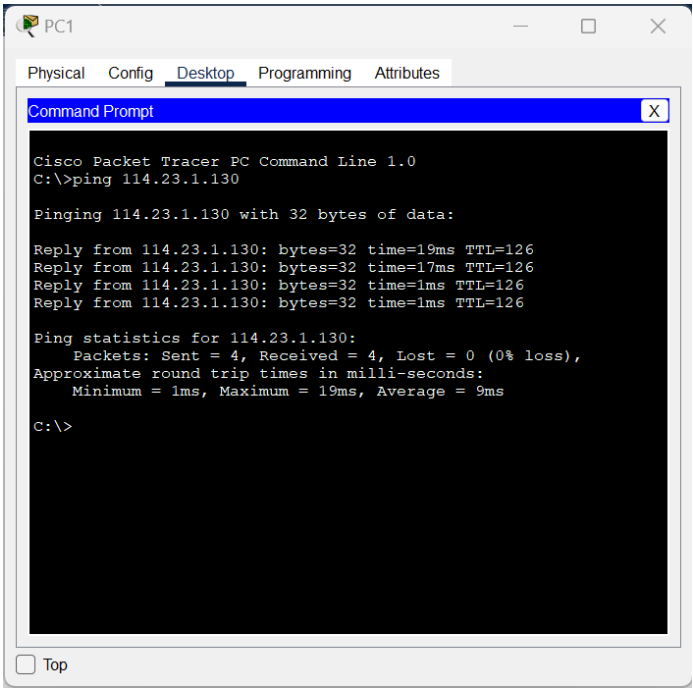 PC1
Physical Config Desktop Programming Attributes
Command Prompt X
Cisco Packet Tracer PC Command Line 1.0
C:\>ping 114.23.1.130
Pinging 114.23.1.130 with 32 bytes of data:
Reply from 114.23.1.130: bytes=32 time=19ms TTL=126
Reply from 114.23.1.130: bytes=32 time=17ms TTL=126
Reply from 114.23.1.130: bytes=32 time=1ms TTL=126
Reply from 114.23.1.130: bytes=32 time=1ms TTL=126
Ping statistics for 114.23.1.130:
Packets: Sent = 4, Received = 4, Lost = 0 (0% loss),
Approximate round trip times in milli-seconds:
Minimum = 1ms, Maximum = 19ms, Average = 9ms
C:\>
Top